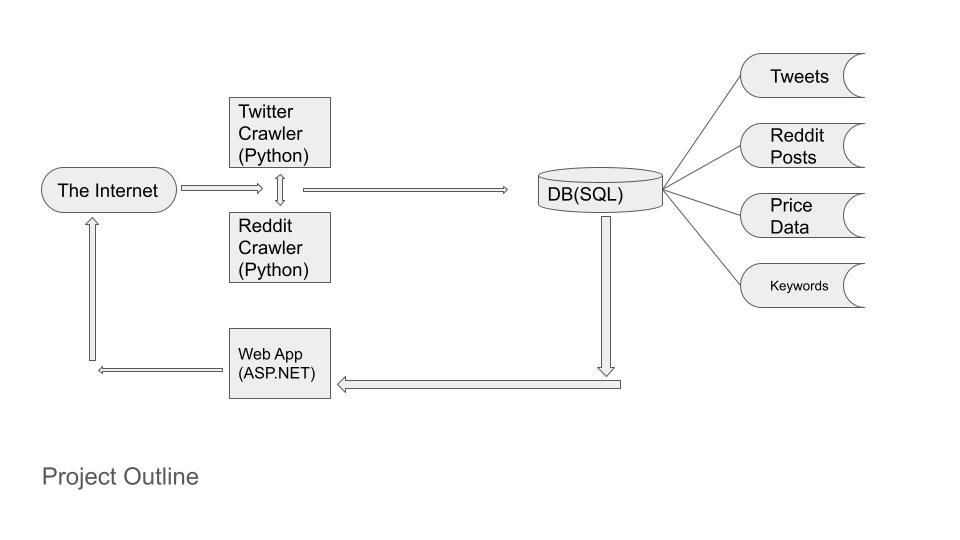 Twitter
Crawler
(Python)
The Internet
Reddit
Crawler
(Python)
Web App
(ASP.NET)
DB(SQL)
Tweets
Reddit
Posts
Price
Data
Keywords
Project Outline